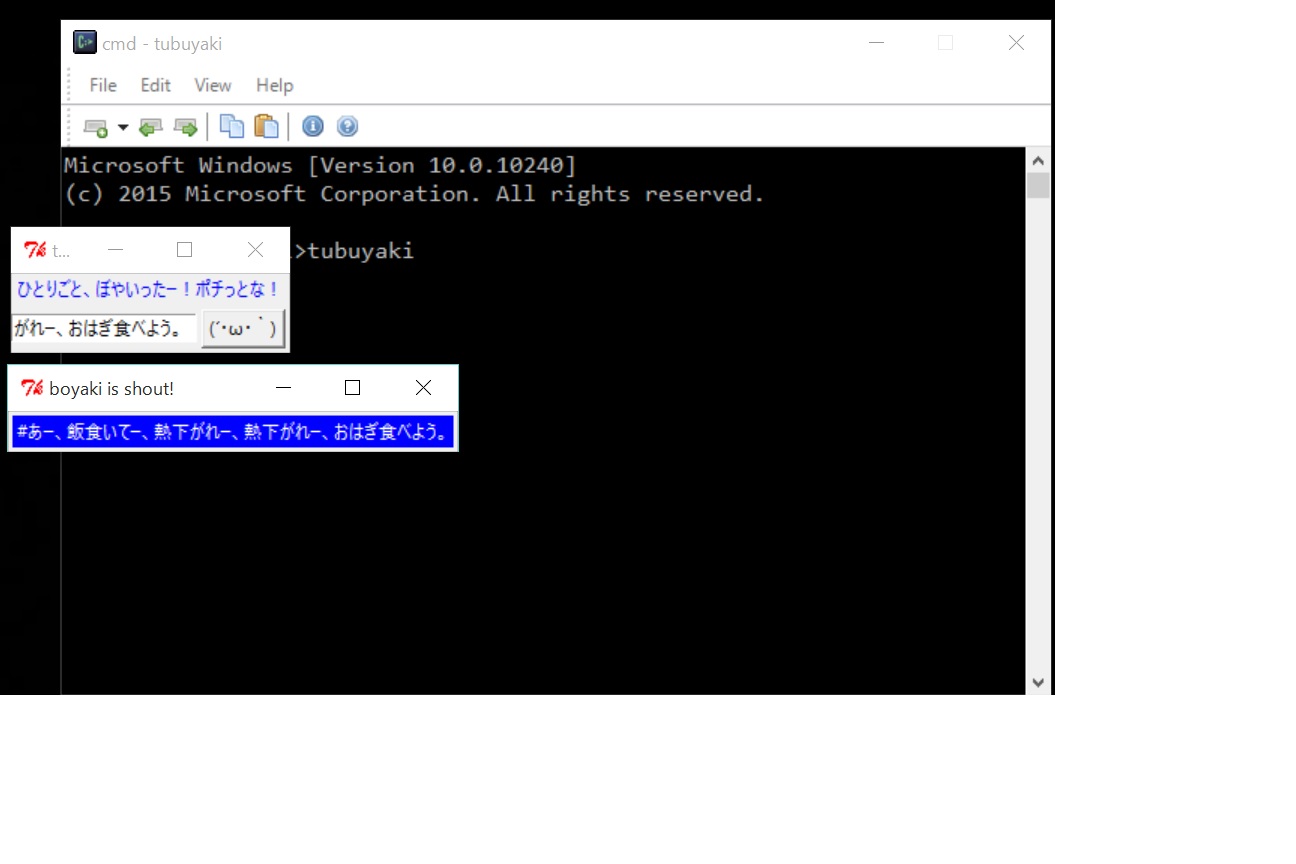 cmd - tubuyaki
File Edit View Help
Microsoft Windows [Version 10.0.10240]
(c) 2015 Microsoft Corporation. All rights reserved.
>tubuyaki
t...
ひとりごと、ぼやいったー！ポチっとな！
がれー、おはぎ食べよう。 (´･ω･｀)
boyaki is shout!
#あー、飯食いてー、熱下がれー、熱下がれー、おはぎ食べよう。